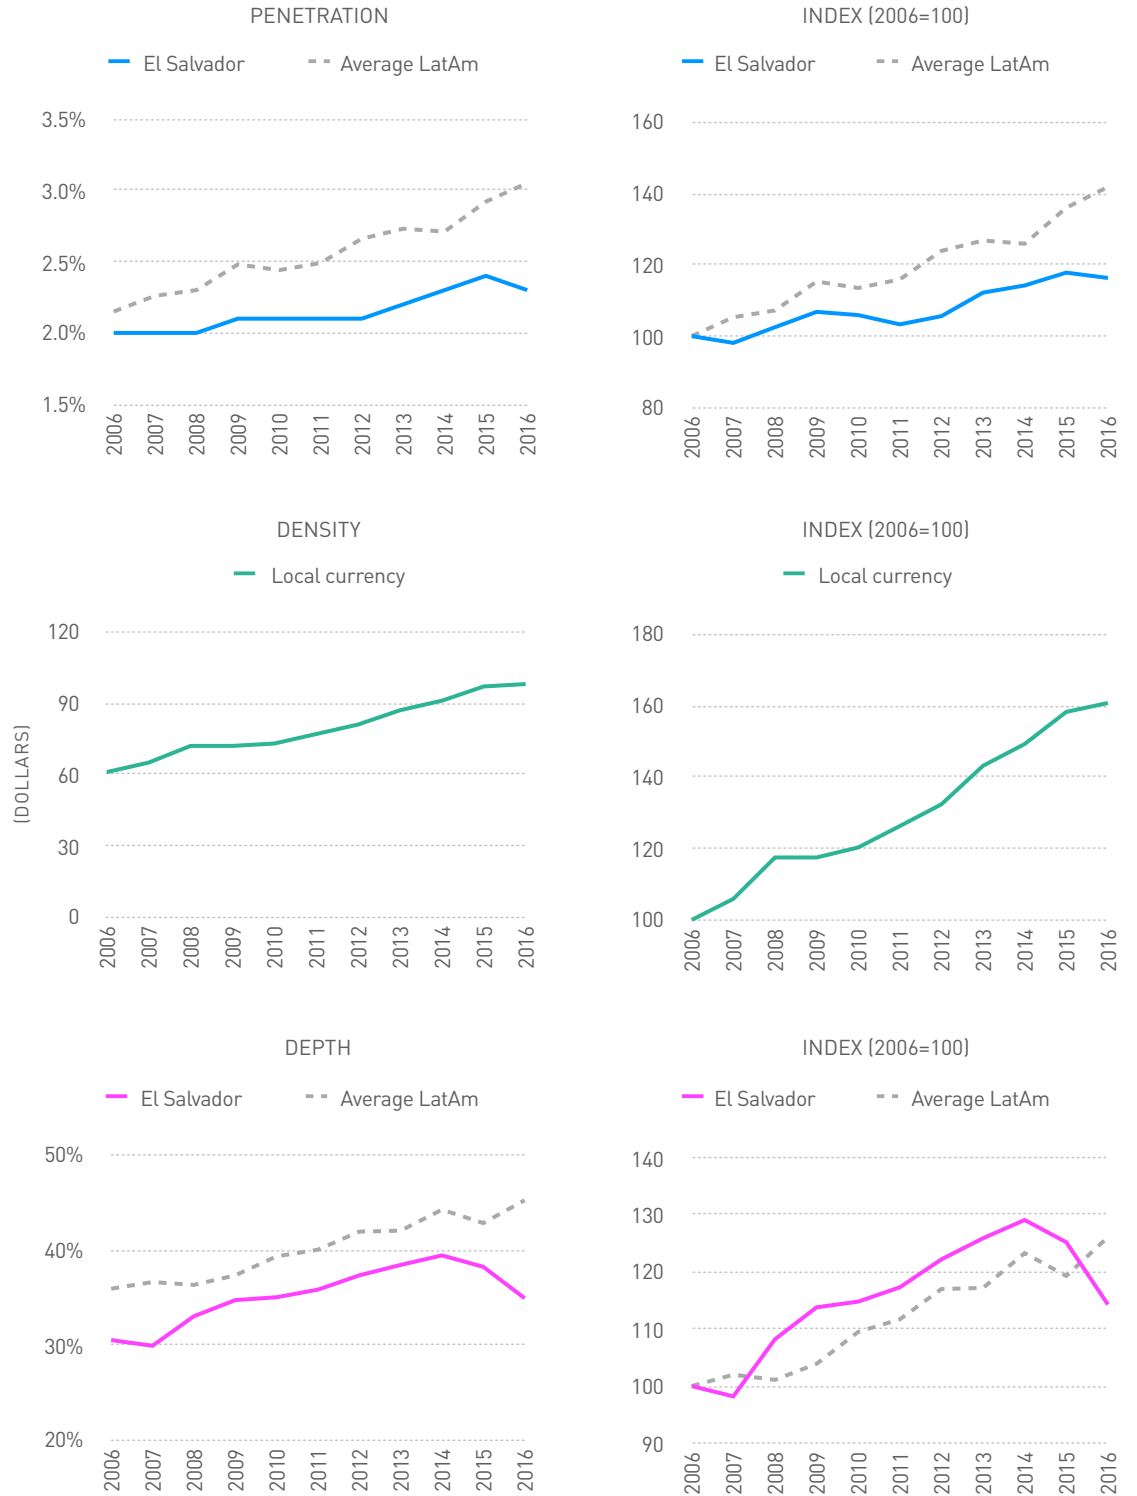 PENETRATION
El Salvador
Average LatAm
3.5%
3.0%
2.5%
2.0%
1.5%
2006 2007 2008 2009 2010 2011 2012 2013 2014 2015 2016
INDEX (2006=100)
El Salvador
Average LatAm
160
140
120
100
80
2006 2007 2008 2009 2010 2011 2012 2013 2014 2015 2016
DENSITY
Local currency
(DOLLARS)
120
90
60
30
0
2006 2007 2008 2009 2010 2011 2012 2013 2014 2015 2016
INDEX (2006=100)
Local currency
180
160
140
120
100
2006 2007 2008 2009 2010 2011 2012 2013 2014 2015 2016
DEPTH
El Salvador
Average LatAm
50%
40%
30%
20%
2006 2007 2008 2009 2010 2011 2012 2013 2014 2015 2016
INDEX (2006=100)
El Salvador
Average LatAm
140
130
120
110
100
90
2006 2007 2008 2009 2010 2011 2012 2013 2014 2015 2016